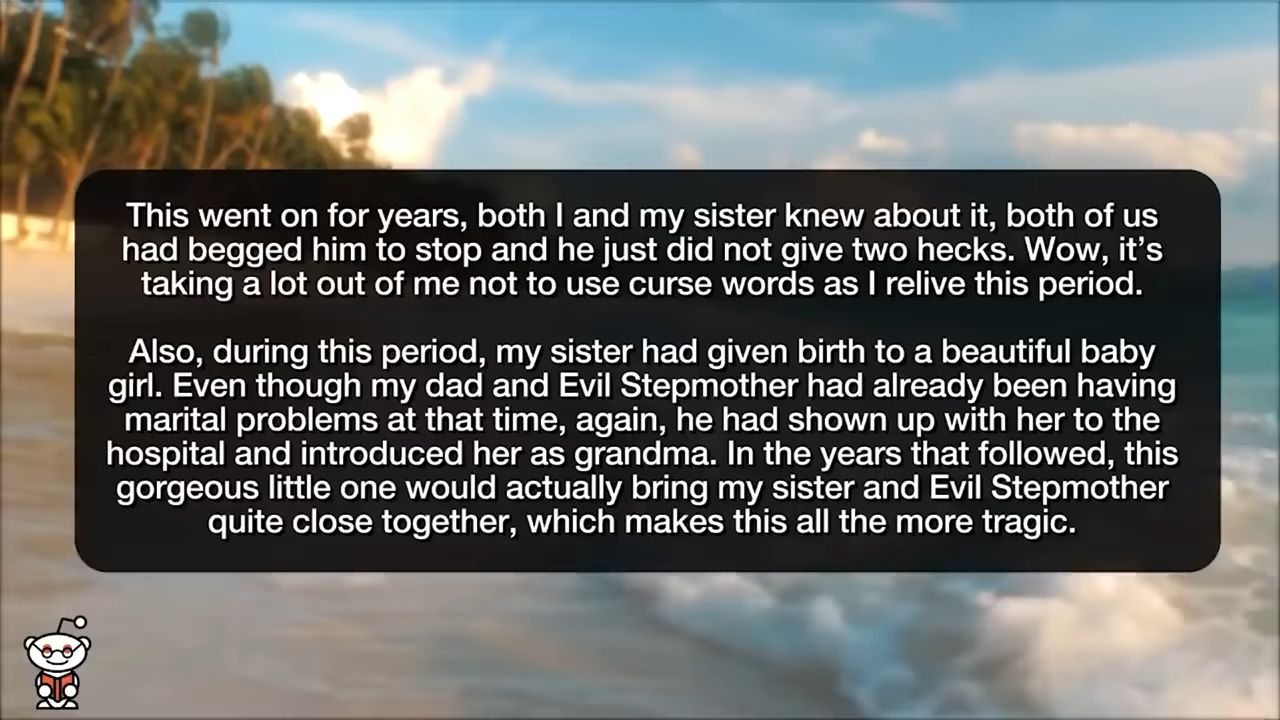 This went on for years, both I and my sister knew about it, both of us
had begged him to stop and he just did not give two hecks. Wow, it’s
taking a lot out of me not to use curse words as I relive this period.
Also, during this period, my sister had given birth to a beautiful baby
girl. Even though my dad and Evil Stepmother had already been having
marital problems at that time, again, he had shown up with her to the
hospital and introduced her as grandma. In the years that followed, this
gorgeous little one would actually bring my sister and Evil Stepmother
quite close together, which makes this all the more tragic.